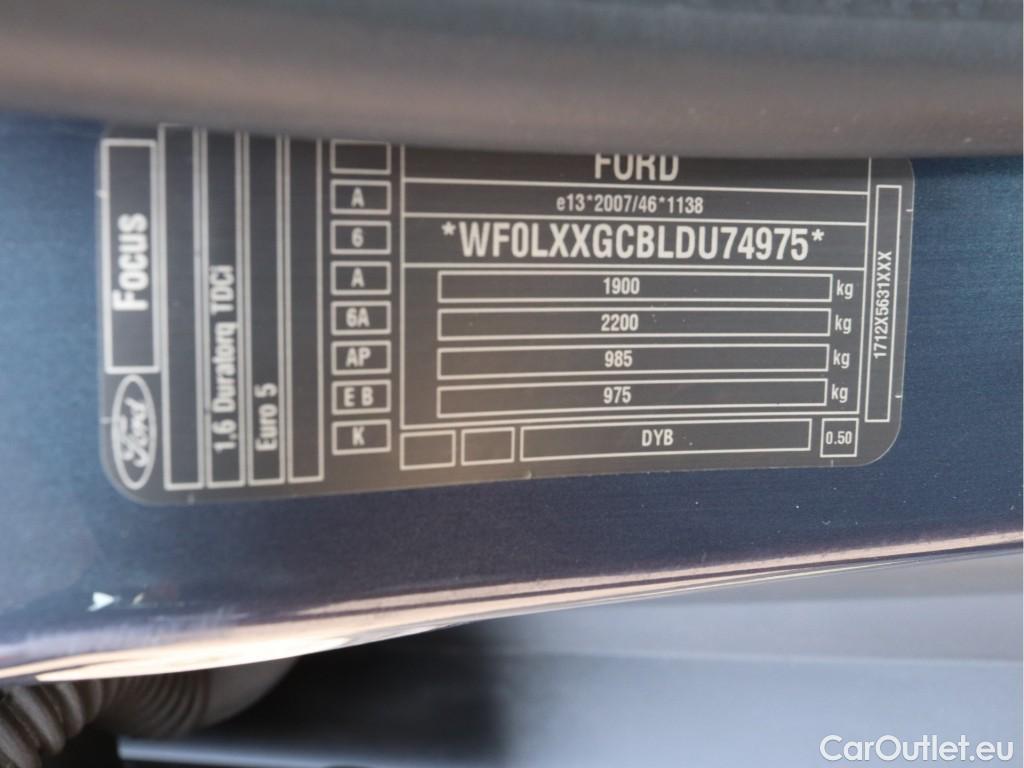 FORD
e13*2007/46*1138
*WF0LXXGCBLDU74975*
1900 kg
2200 kg
985 kg
975 kg
DYB
0.50
1712X5631XXX
A
6
A
6A
AP
E B
K
Focus
1.6 Duratorq TDCi
Euro 5
Ford
CarOutlet.eu